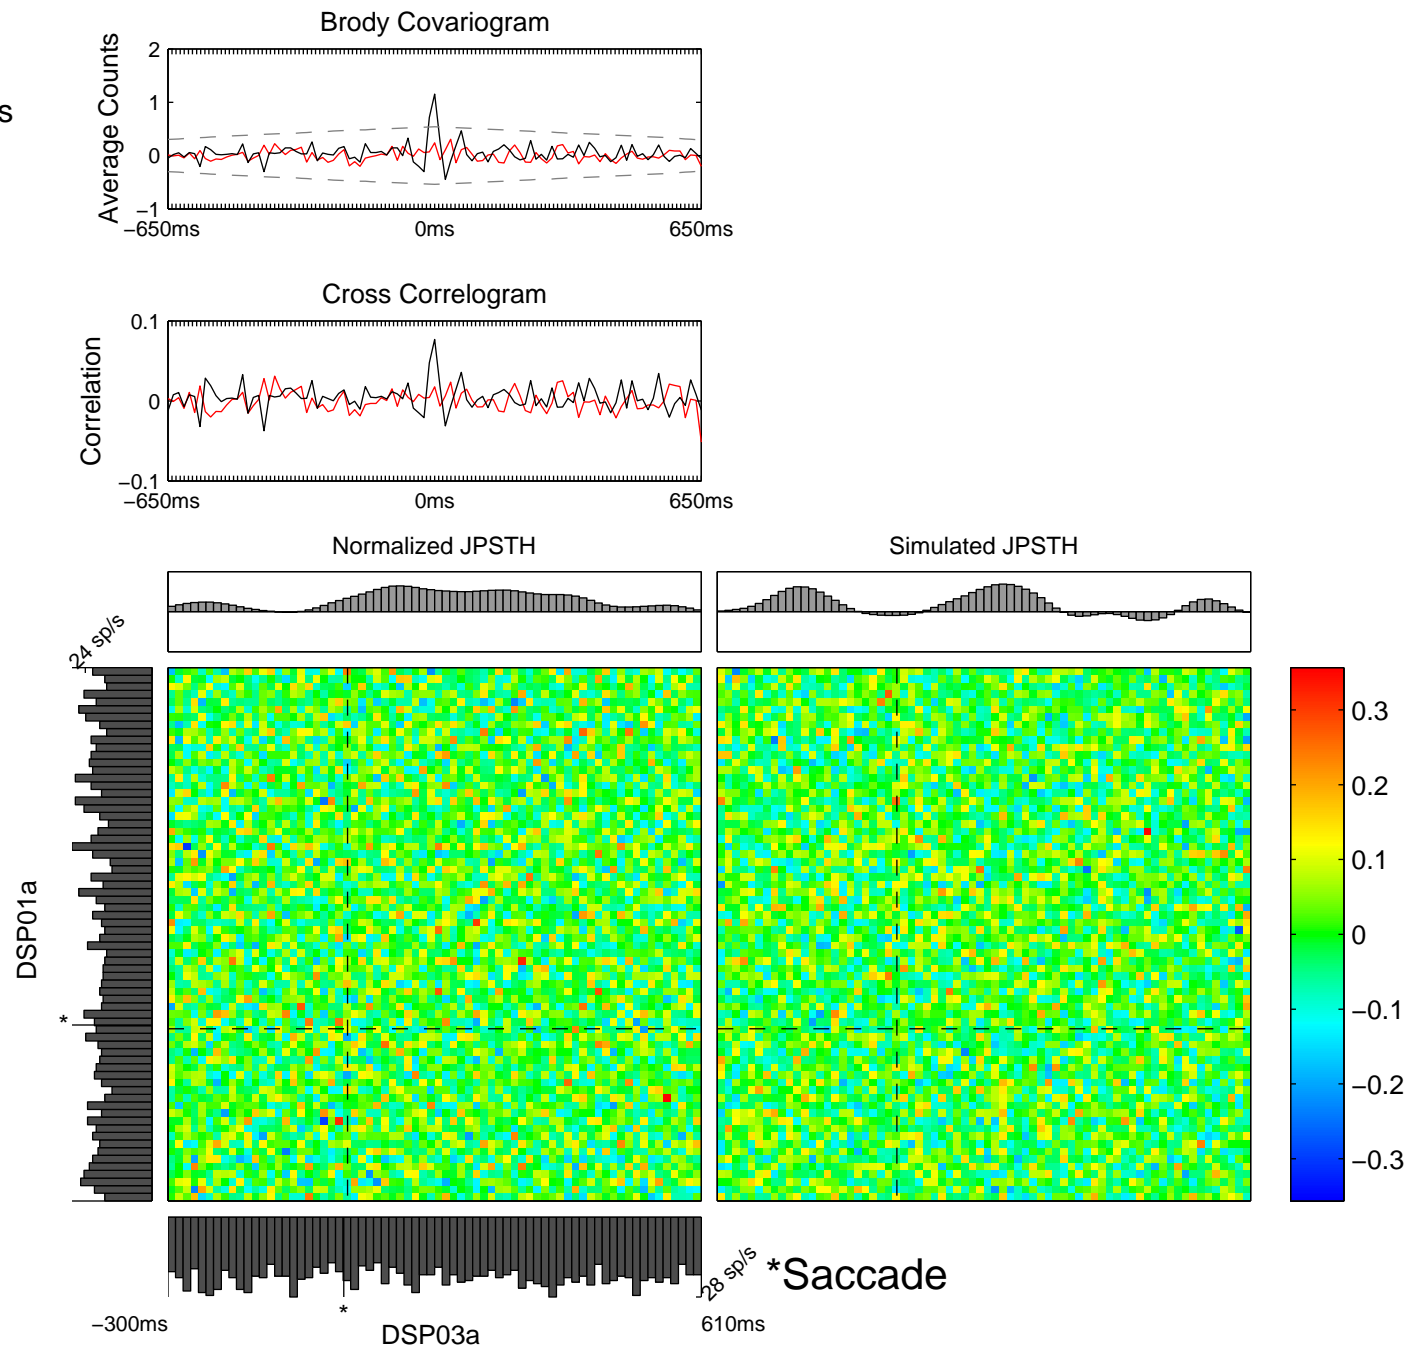 Brody Covariogram
s
Average Counts
2
1
0
−1
−650ms 0ms 650ms
Cross Correlogram
Correlation
0.1
0
−0.1
−650ms 0ms 650ms
Normalized JPSTH
Simulated JPSTH
24 sp/s
DSP01a
*
0.3
0.2
0.1
0
−0.1
−0.2
−0.3
28 sp/s
*Saccade
*
−300ms
DSP03a
610ms